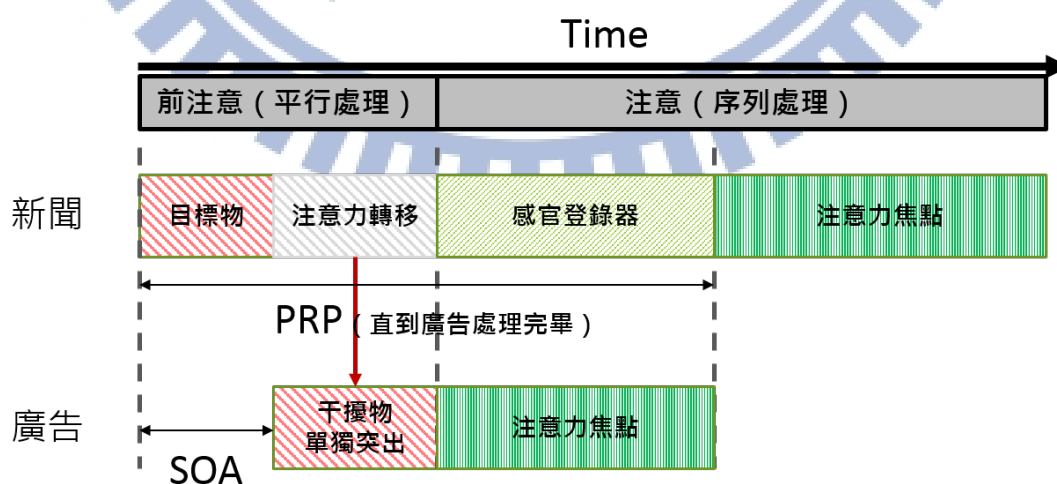 Time
前注意（平行處理）
注意（序列處理）
新聞
目標物
注意力轉移
感官登錄器
注意力焦點
PRP（直到廣告處理完畢）
廣告
干擾物
單獨突出
注意力焦點
SOA